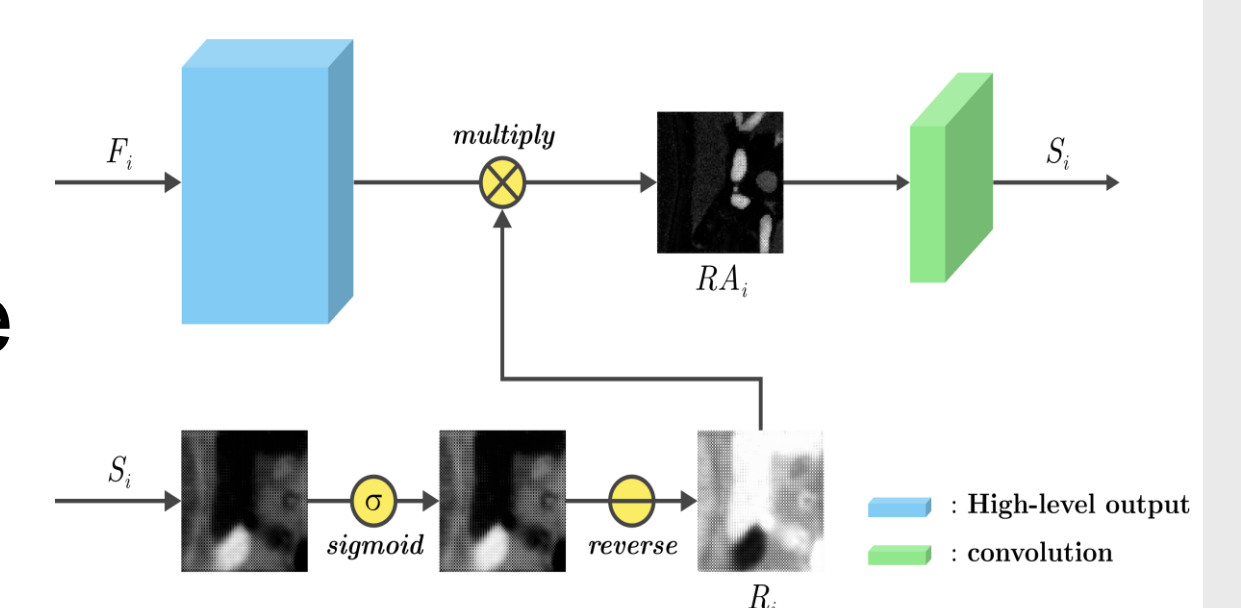 multiply
F_i
S_i
RA_i
e
S_i
σ
sigmoid
reverse
: High-level output
: convolution
R_i